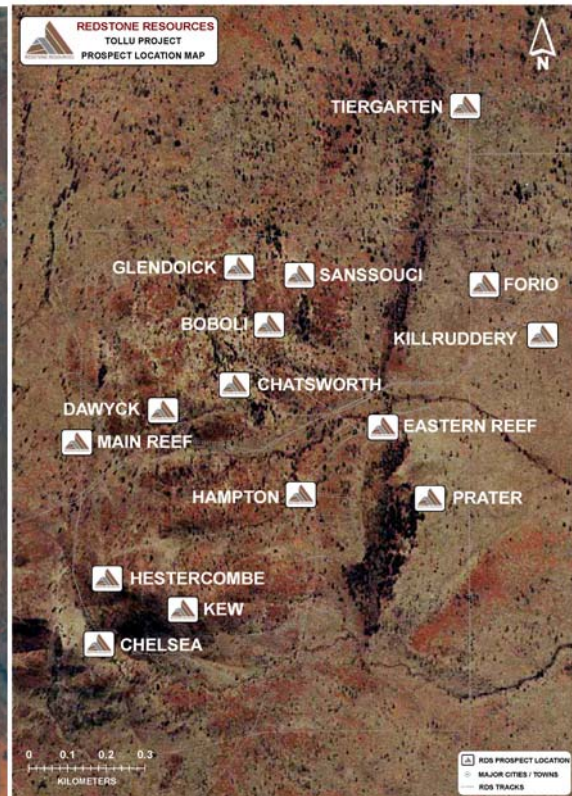 REDSTONE RESOURCES
TOLLU PROJECT
PROSPECT LOCATION MAP
REDSTONE RESOURCES
N
TIERGARTEN
GLENDOICK
SANSSOUCI
FORIO
BOBOLI
KILLRUDDERY
CHATSWORTH
DAWYCK
EASTERN REEF
MAIN REEF
HAMPTON
PRATER
HESTERCOMBE
KEW
CHELSEA
0 0.1 0.2 0.3
KILOMETERS
RDS PROSPECT LOCATION
MAJOR CITIES / TOWNS
RDS TRACKS